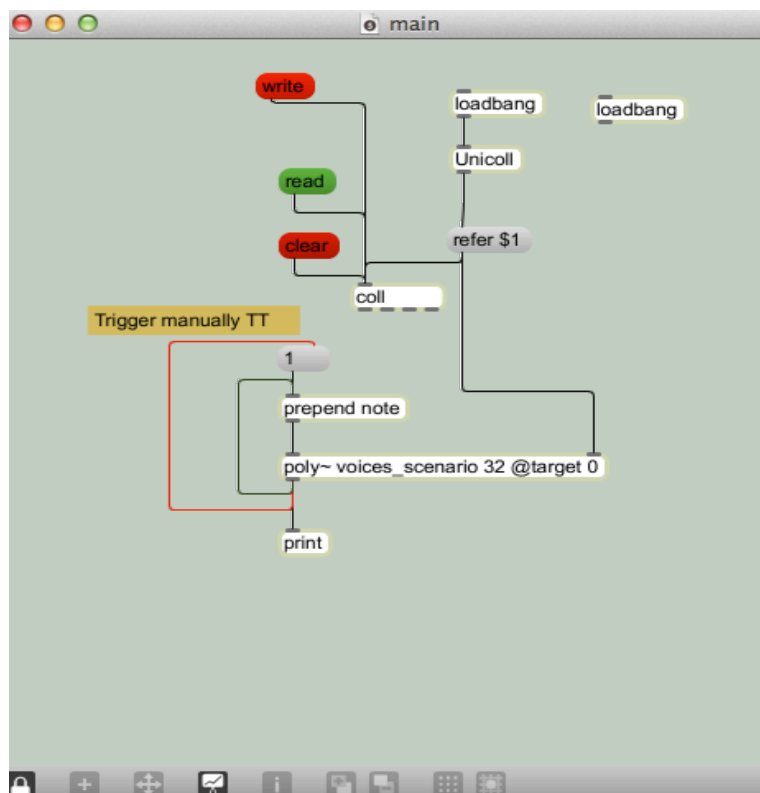 main
write
loadbang
loadbang
Unicoll
read
refer $1
clear
coll
Trigger manually TT
1
prepend note
poly~ voices_scenario 32 @target 0
print